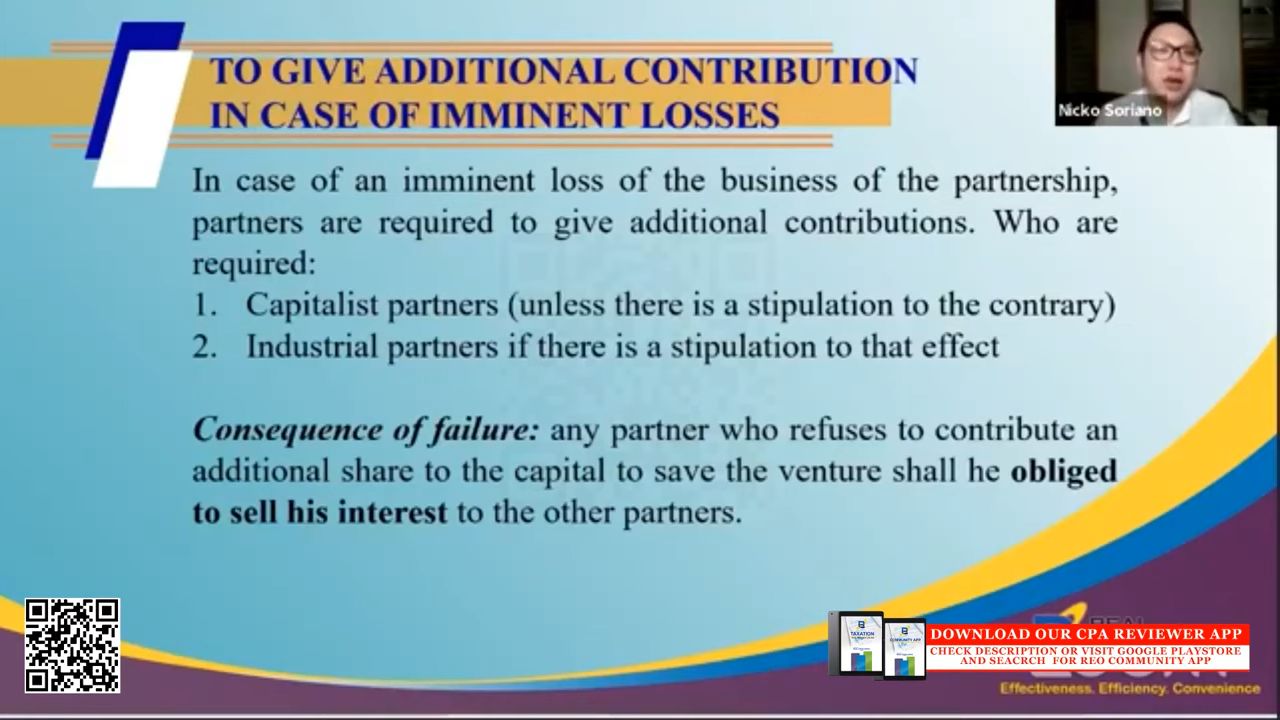 TO GIVE ADDITIONAL CONTRIBUTION
IN CASE OF IMMINENT LOSSES
Nicko Soriano
In case of an imminent loss of the business of the partnership,
partners are required to give additional contributions. Who are
required:
1. Capitalist partners (unless there is a stipulation to the contrary)
2. Industrial partners if there is a stipulation to that effect
Consequence of failure: any partner who refuses to contribute an
additional share to the capital to save the venture shall he obliged
to sell his interest to the other partners.
TAXATION
COMMUNITY APP
DOWNLOAD OUR CPA REVIEWER APP
CHECK DESCRIPTION OR VISIT GOOGLE PLAYSTORE
AND SEACRCH FOR REO COMMUNITY APP
Effectiveness. Efficiency. Convenience